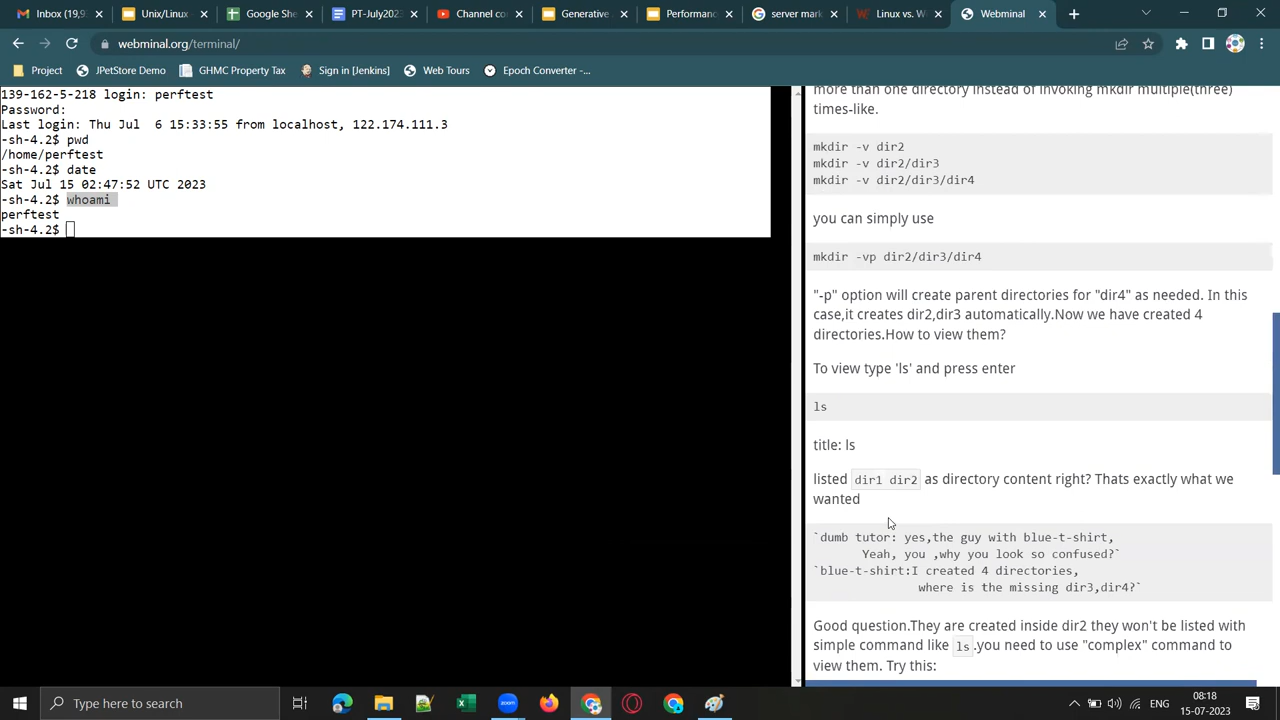 Inbox (9,93
Unix/Linux
Google She
PT-July2023
Channel co
Generative
Performanc
server mark
Linux vs. W
Webminal
webminal.org/terminal/
Project
JPetStore Demo
GHMC Property Tax
Sign in [Jenkins]
Web Tours
Epoch Converter -...
139-162-5-218 login: perftest
Password:
Last login: Thu Jul  6 15:33:55 from localhost, 122.174.111.3
-sh-4.2$ pwd
/home/perftest
-sh-4.2$ date
Sat Jul 15 02:47:52 UTC 2023
-sh-4.2$ whoami
perftest
-sh-4.2$
more than one directory instead of invoking mkdir multiple(three)
times-like.
mkdir -v dir2
mkdir -v dir2/dir3
mkdir -v dir2/dir3/dir4
you can simply use
mkdir -vp dir2/dir3/dir4
"-p" option will create parent directories for "dir4" as needed. In this
case,it creates dir2,dir3 automatically.Now we have created 4
directories.How to view them?
To view type 'ls' and press enter
ls
title: ls
listed dir1 dir2 as directory content right? Thats exactly what we
wanted
`dumb tutor: yes,the guy with blue-t-shirt,
Yeah, you ,why you look so confused?`
`blue-t-shirt:I created 4 directories,
where is the missing dir3,dir4?`
Good question.They are created inside dir2 they won't be listed with
simple command like ls.you need to use "complex" command to
view them. Try this:
Type here to search
zoom
ENG
08:18
15-07-2023